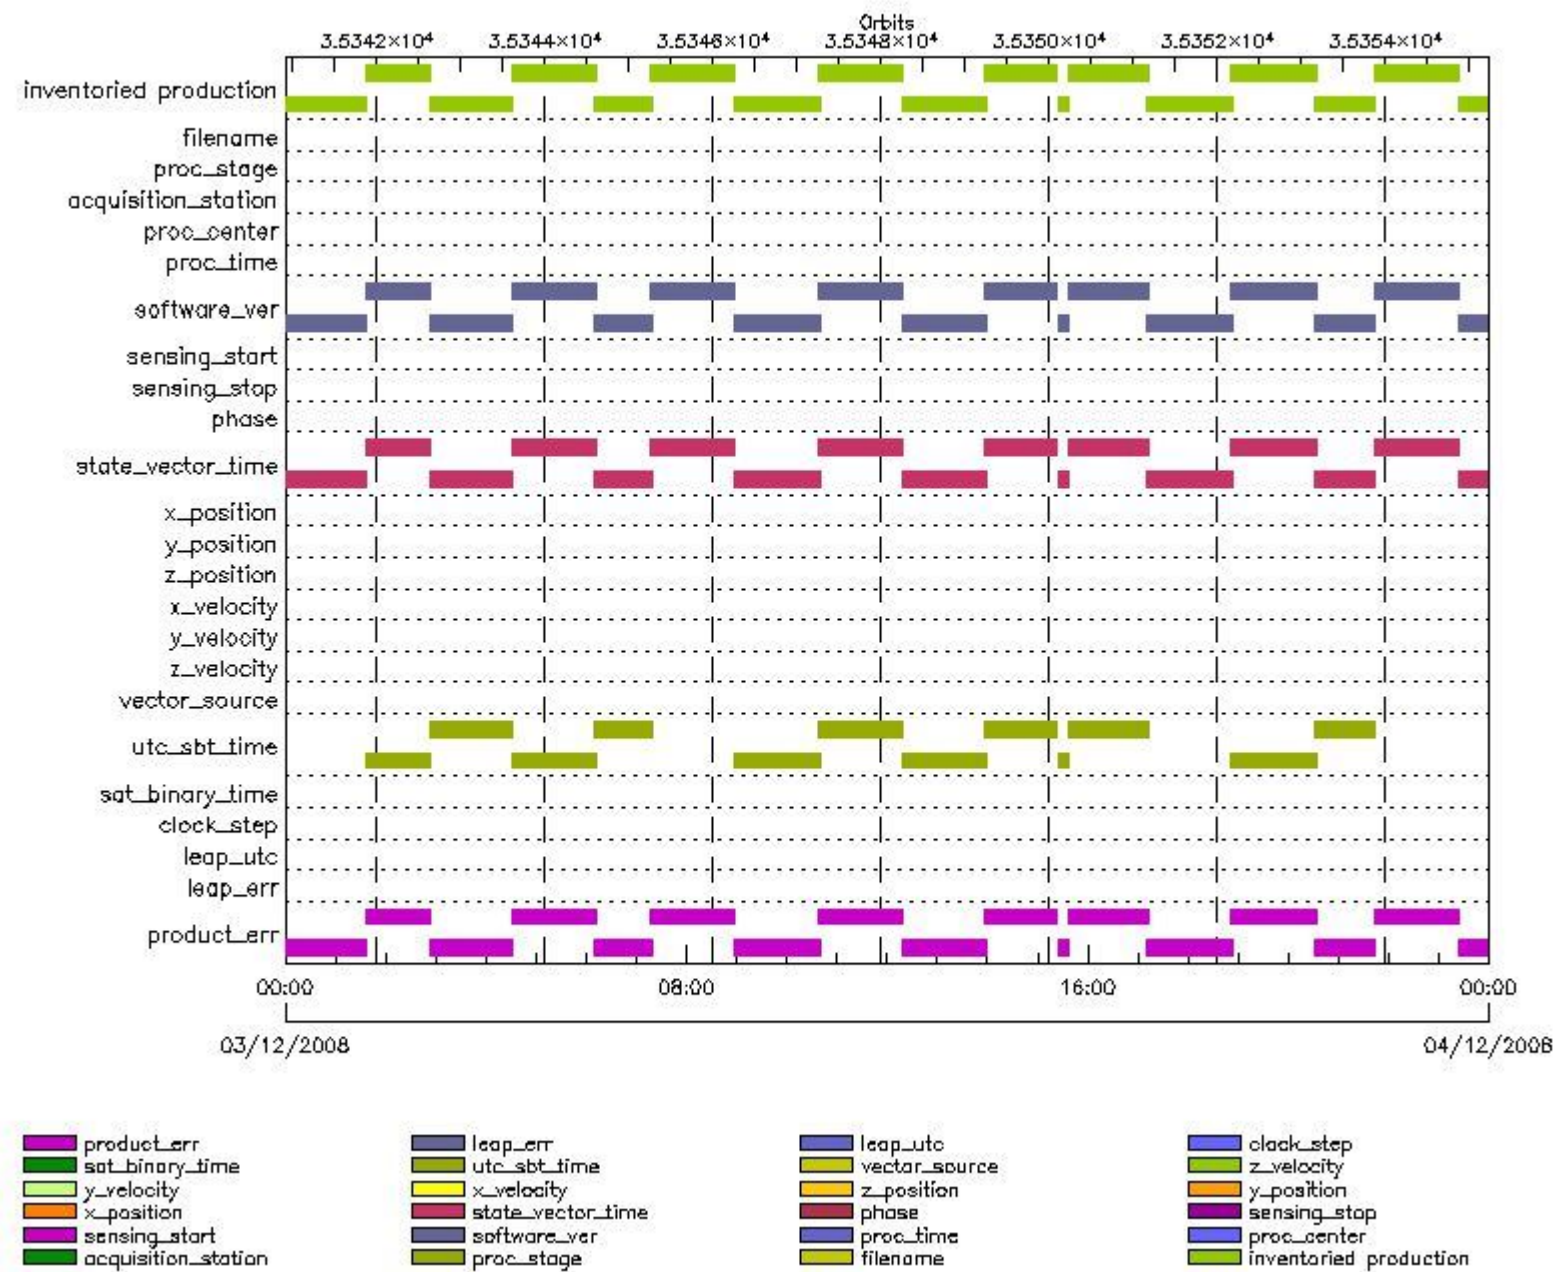 Orbits
3.5342×10⁴ 3.5344×10⁴ 3.5346×10⁴ 3.5348×10⁴ 3.5350×10⁴ 3.5352×10⁴ 3.5354×10⁴
inventoried production
filename
proc_stage
acquisition_station
proc_center
proc_time
software_ver
sensing_start
sensing_stop
phase
state_vector_time
x_position
y_position
z_position
x_velocity
y_velocity
z_velocity
vector_source
utc_sbt_time
sat_binary_time
clock_step
leap_utc
leap_err
product_err
00:00 08:00 16:00 00:00
03/12/2008 04/12/2008
product_err leap_err leap_utc clock_step
sat_binary_time utc_sbt_time vector_source z_velocity
y_velocity x_velocity z_position y_position
x_position state_vector_time phase sensing_stop
sensing_start software_ver proc_time proc_center
acquisition_station proc_stage filename inventoried production